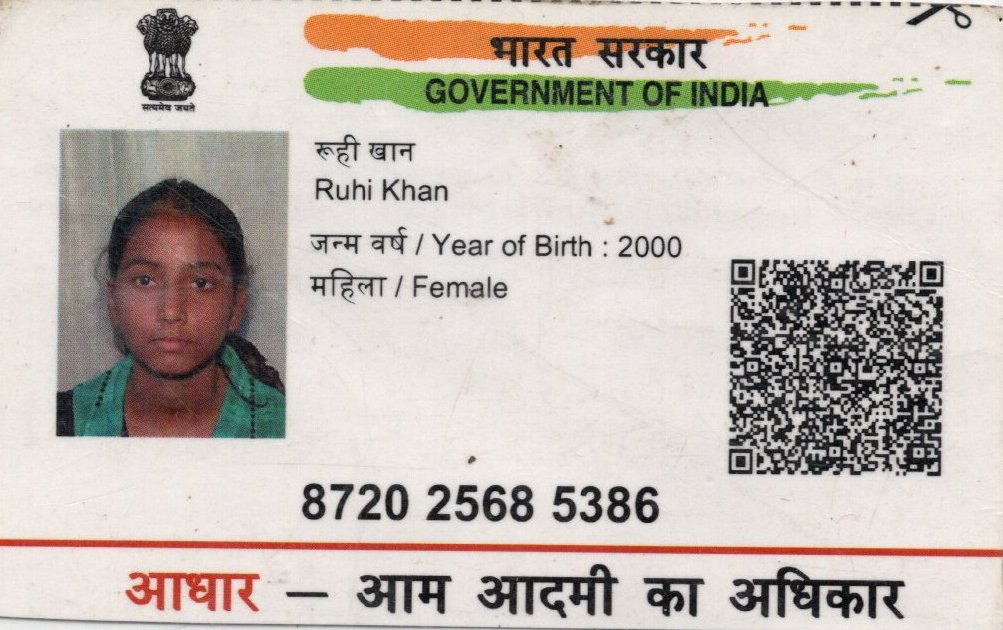 सत्यमेव जयते
भारत सरकार
GOVERNMENT OF INDIA
रूही खान
Ruhi Khan
जन्म वर्ष / Year of Birth : 2000
महिला / Female
8720 2568 5386
आधार – आम आदमी का अधिकार